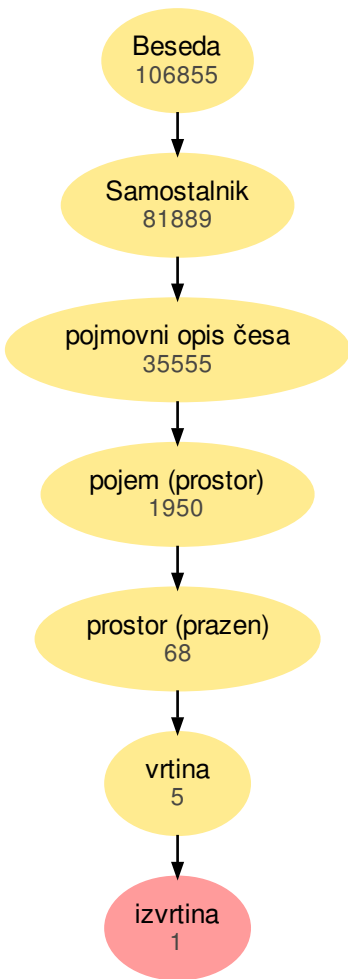 Beseda
106855
Samostalnik
81889
pojmovni opis česa
35555
pojem (prostor)
1950
prostor (prazen)
68
vrtina
5
izvrtina
1